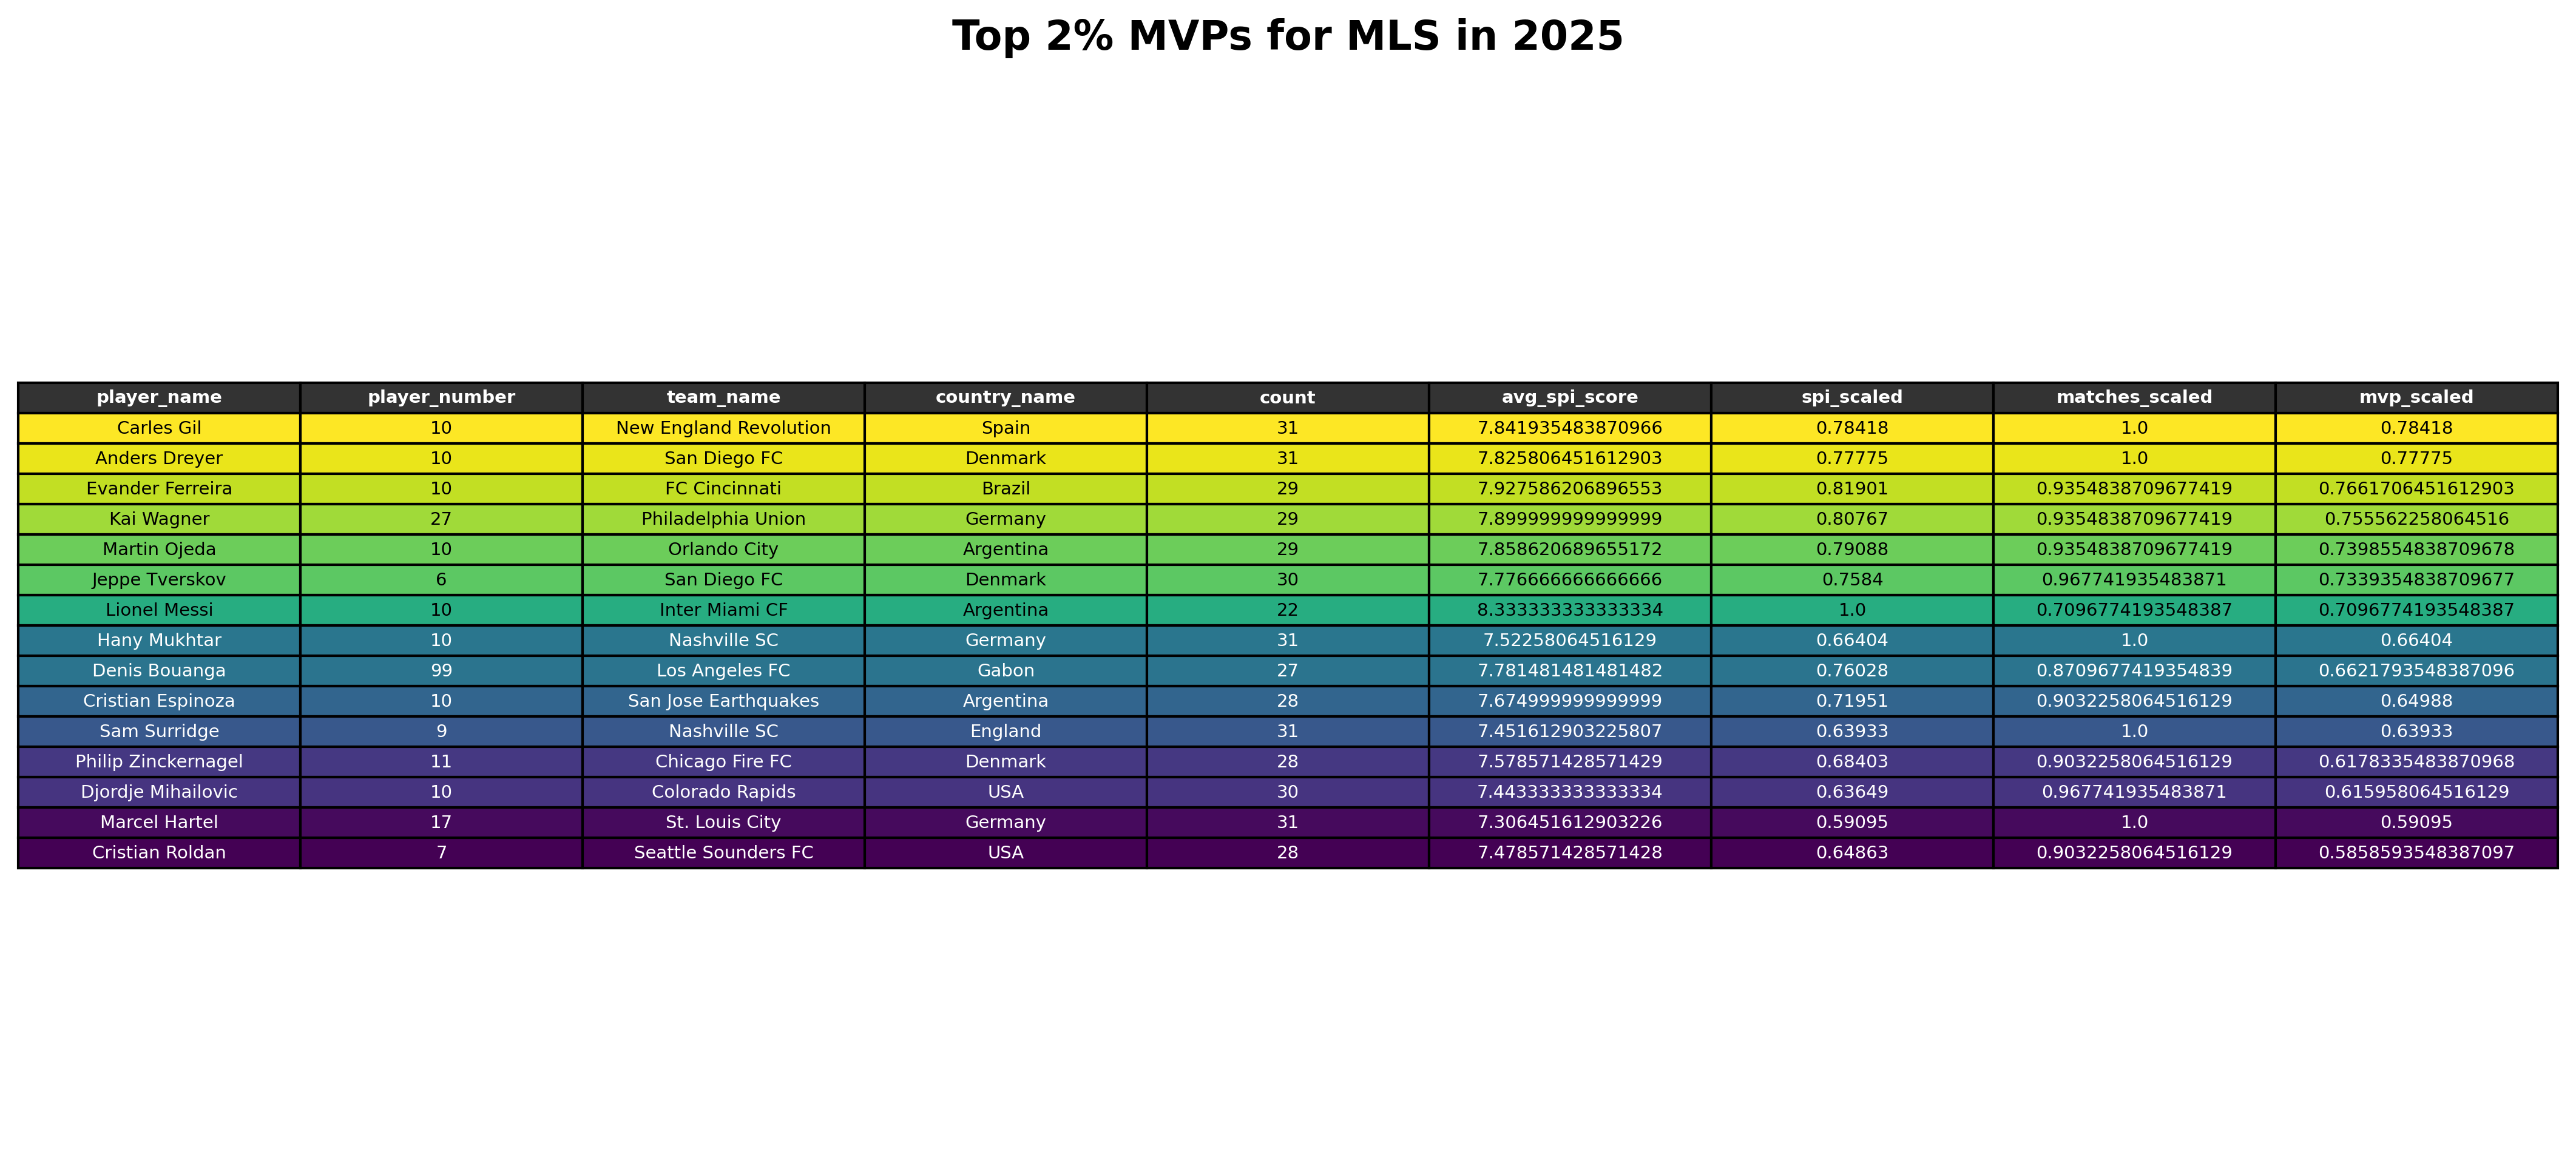 Top 2% MVPs for MLS in 2025
player_name player_number team_name country_name count avg_spi_score spi_scaled matches_scaled mvp_scaled
Carles Gil 10 New England Revolution Spain 31 7.841935483870966 0.78418 1.0 0.78418
Anders Dreyer 10 San Diego FC Denmark 31 7.825806451612903 0.77775 1.0 0.77775
Evander Ferreira 10 FC Cincinnati Brazil 29 7.927586206896553 0.81901 0.9354838709677419 0.7661706451612903
Kai Wagner 27 Philadelphia Union Germany 29 7.899999999999999 0.80767 0.9354838709677419 0.755562258064516
Martin Ojeda 10 Orlando City Argentina 29 7.858620689655172 0.79088 0.9354838709677419 0.7398554838709678
Jeppe Tverskov 6 San Diego FC Denmark 30 7.776666666666666 0.7584 0.967741935483871 0.7339354838709677
Lionel Messi 10 Inter Miami CF Argentina 22 8.333333333333334 1.0 0.7096774193548387 0.7096774193548387
Hany Mukhtar 10 Nashville SC Germany 31 7.52258064516129 0.66404 1.0 0.66404
Denis Bouanga 99 Los Angeles FC Gabon 27 7.781481481481482 0.76028 0.8709677419354839 0.6621793548387096
Cristian Espinoza 10 San Jose Earthquakes Argentina 28 7.674999999999999 0.71951 0.9032258064516129 0.64988
Sam Surridge 9 Nashville SC England 31 7.451612903225807 0.63933 1.0 0.63933
Philip Zinckernagel 11 Chicago Fire FC Denmark 28 7.578571428571429 0.68403 0.9032258064516129 0.6178335483870968
Djordje Mihailovic 10 Colorado Rapids USA 30 7.443333333333334 0.63649 0.967741935483871 0.615958064516129
Marcel Hartel 17 St. Louis City Germany 31 7.306451612903226 0.59095 1.0 0.59095
Cristian Roldan 7 Seattle Sounders FC USA 28 7.478571428571428 0.64863 0.9032258064516129 0.5858593548387097